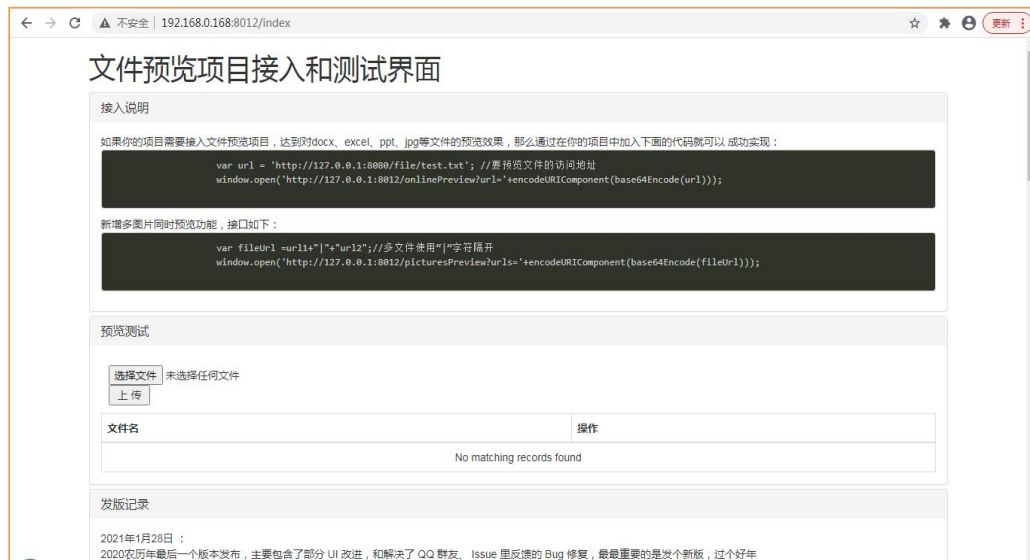 不安全 | 192.168.0.168:8012/index
更新
文件预览项目接入和测试界面
接入说明
如果你的项目需要接入文件预览项目，达到对docx、excel、ppt、jpg等文件的预览效果，那么通过在你的项目中加入下面的代码就可以 成功实现：
var url = 'http://127.0.0.1:8080/file/test.txt'; //要预览文件的访问地址
window.open('http://127.0.0.1:8012/onlinePreview?url='+encodeURIComponent(base64Encode(url)));
新增多图片同时预览功能，接口如下：
var fileUrl =url1+"|"+"url2";//多文件使用“|”字符隔开
window.open('http://127.0.0.1:8012/picturesPreview?urls='+encodeURIComponent(base64Encode(fileUrl)));
预览测试
选择文件 未选择任何文件
上 传
文件名 操作
No matching records found
发版记录
2021年1月28日 ：
2020农历年最后一个版本发布，主要包含了部分 UI 改进，和解决了 QQ 群友、 Issue 里反馈的 Bug 修复，最最重要的是发个新版，过个好年